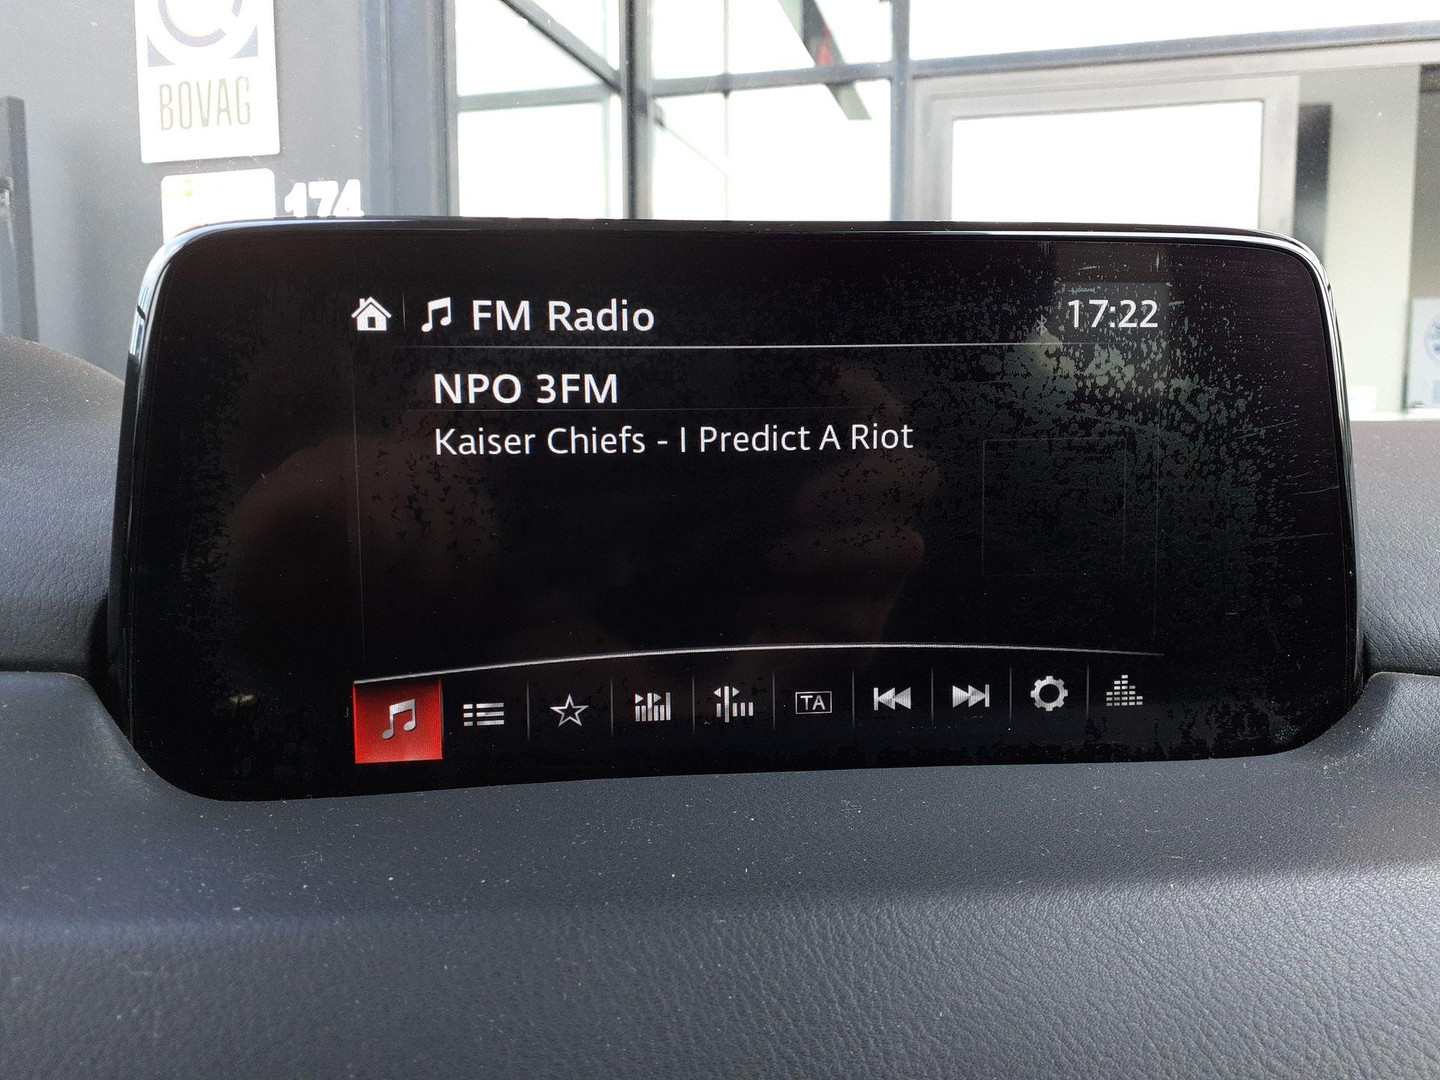 BOVAG
174
FM Radio
17:22
NPO 3FM
Kaiser Chiefs - I Predict A Riot
TA